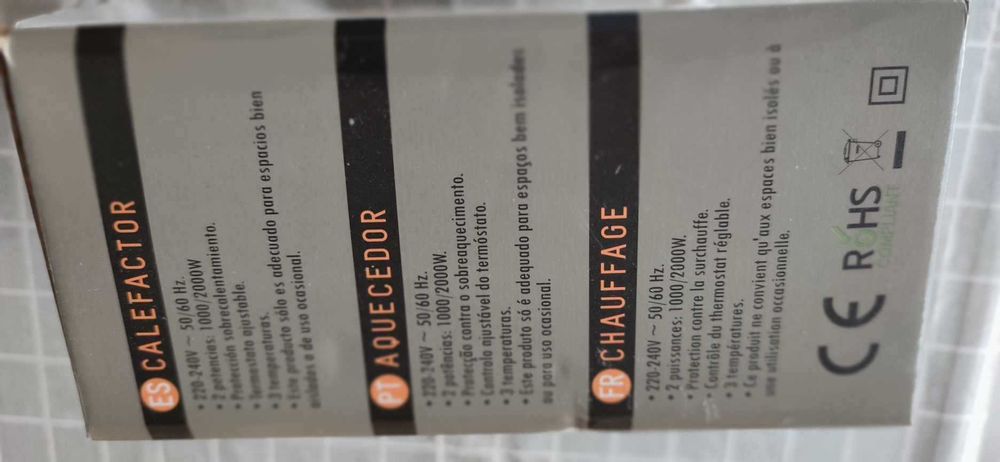 ES CALEFACTOR
• 220-240V ~ 50/60 Hz.
• 2 potencias: 1000/2000W
• Protección sobrecalentamiento.
• Termostato ajustable.
• 3 temperaturas.
• Este producto sólo es adecuado para espacios bien
aislados o de uso ocasional.
PT AQUECEDOR
• 220-240V ~ 50/60 Hz.
• 2 potências: 1000/2000W.
• Protecção contra o sobreaquecimento.
• Controlo ajustável do termóstato.
• 3 temperaturas.
• Este produto só é adequado para espaços bem isolados
ou para uso ocasional.
FR CHAUFFAGE
• 220-240V ~ 50/60 Hz.
• 2 puissances: 1000/2000W.
• Protection contre la surchauffe.
• Contrôle du thermostat réglable.
• 3 températures.
• Ce produit ne convient qu'aux espaces bien isolés ou à
une utilisation occasionnelle.
CE RoHS
COMPLIANT